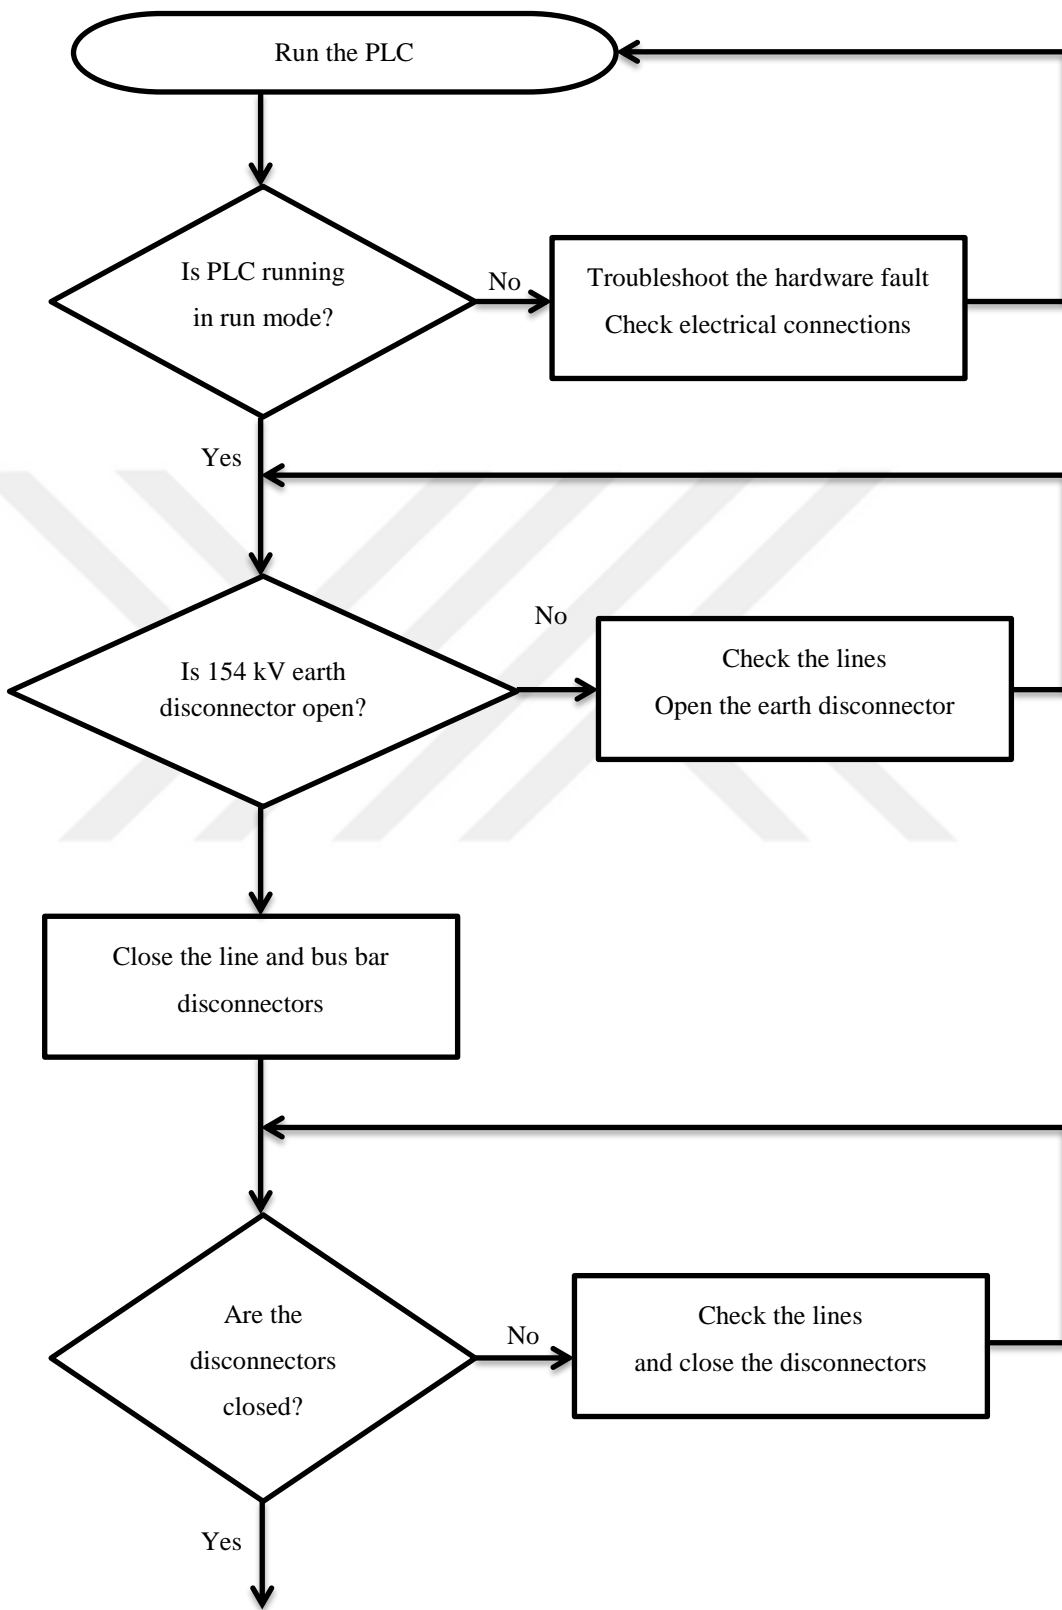 Run the PLC
Is PLC running
in run mode?
No
Troubleshoot the hardware fault
Check electrical connections
Yes
Is 154 kV earth
disconnector open?
No
Check the lines
Open the earth disconnector
Close the line and bus bar
disconnectors
Are the
disconnectors
closed?
No
Check the lines
and close the disconnectors
Yes